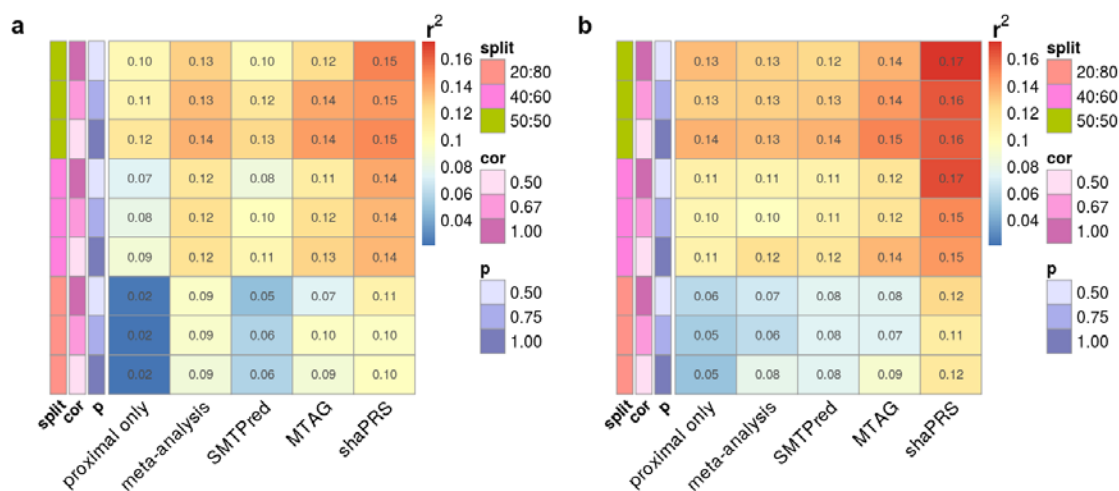 a
r²
0.10 0.13 0.10 0.12 0.15
0.11 0.13 0.12 0.14 0.15
0.12 0.14 0.13 0.14 0.15
0.07 0.12 0.08 0.11 0.14
0.08 0.12 0.10 0.12 0.14
0.09 0.12 0.11 0.13 0.14
0.02 0.09 0.05 0.07 0.11
0.02 0.09 0.06 0.10 0.10
0.02 0.09 0.06 0.09 0.10
split
cor
p
proximal only
meta-analysis
SMTPred
MTAG
shaPRS
0.16
0.14
0.12
0.1
0.08
0.06
0.04
split
20:80
40:60
50:50
cor
0.50
0.67
1.00
p
0.50
0.75
1.00
b
r²
0.13 0.13 0.12 0.14 0.17
0.13 0.13 0.13 0.14 0.16
0.14 0.13 0.14 0.15 0.16
0.11 0.11 0.11 0.12 0.17
0.10 0.10 0.11 0.12 0.15
0.11 0.12 0.12 0.14 0.15
0.06 0.07 0.08 0.08 0.12
0.05 0.06 0.08 0.07 0.11
0.05 0.08 0.08 0.09 0.12
split
cor
p
proximal only
meta-analysis
SMTPred
MTAG
shaPRS
0.16
0.14
0.12
0.1
0.08
0.06
0.04
split
20:80
40:60
50:50
cor
0.50
0.67
1.00
p
0.50
0.75
1.00